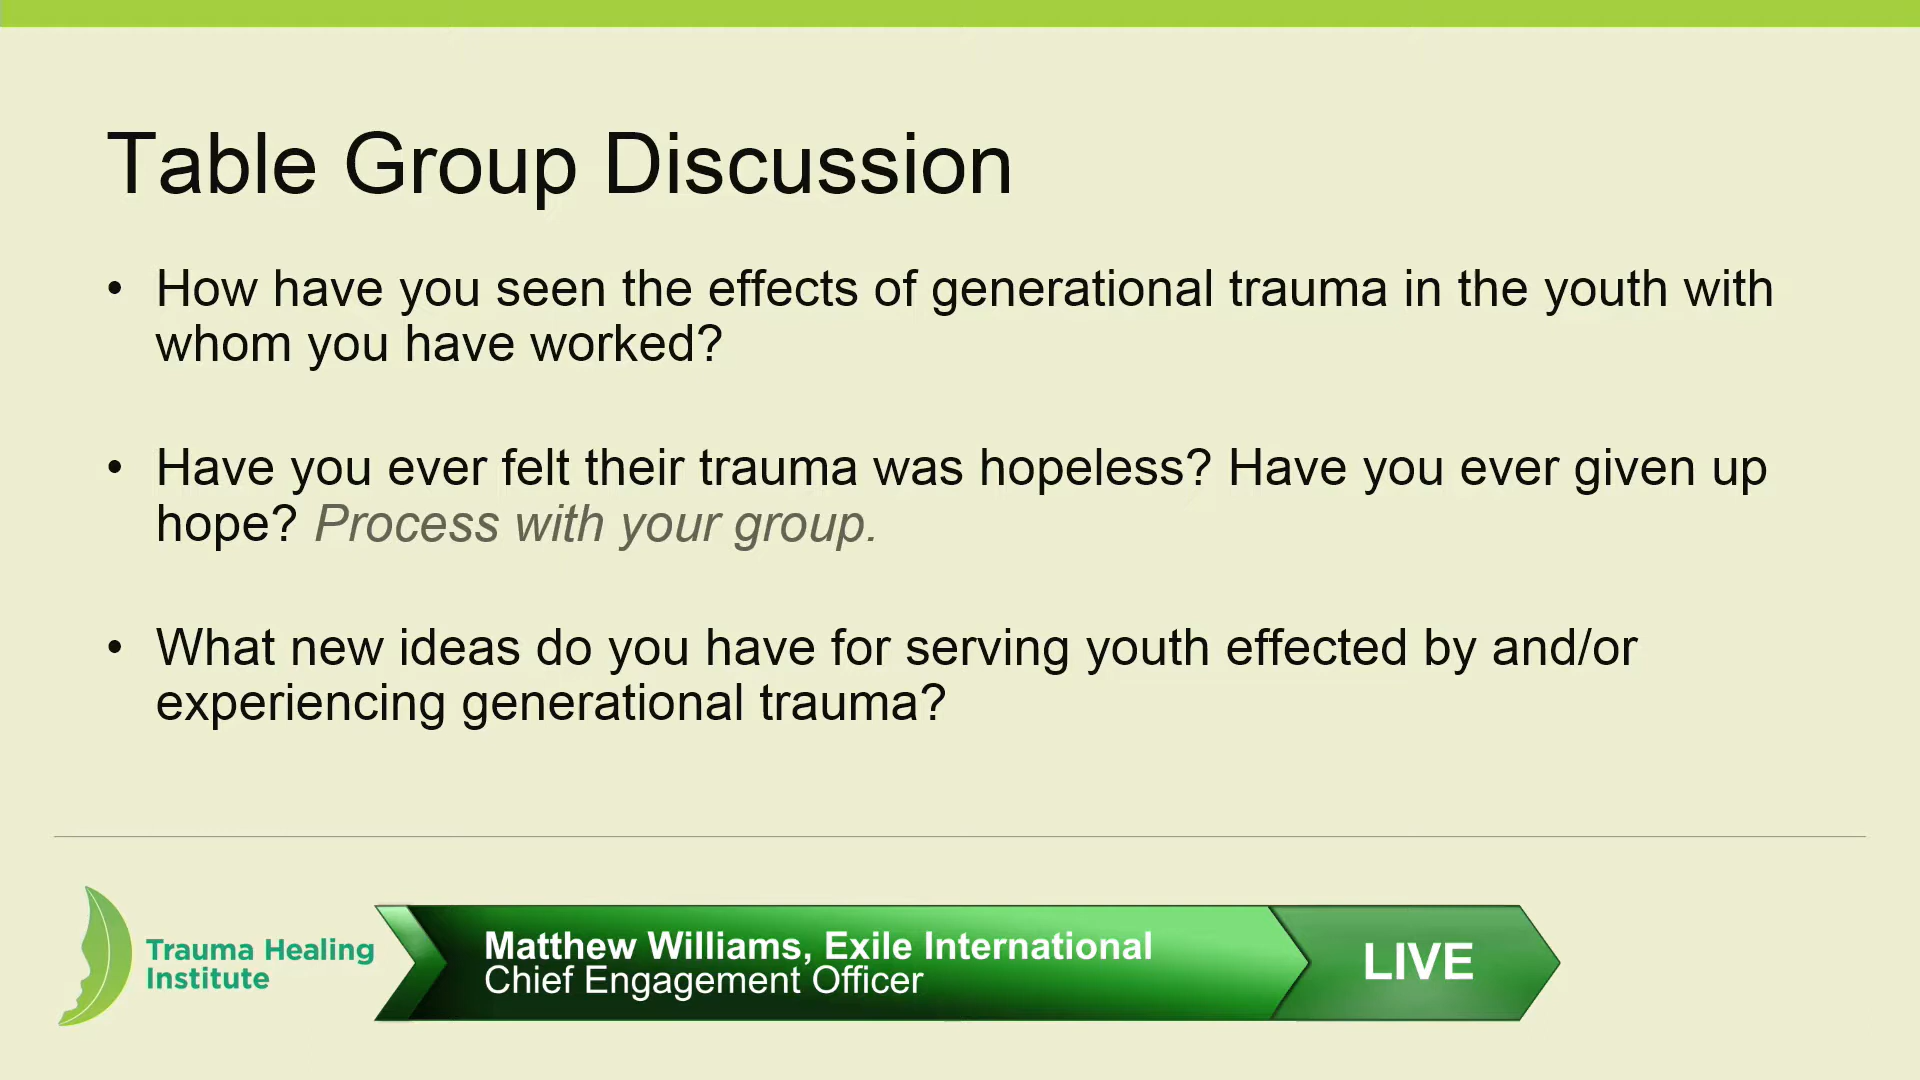 Table Group Discussion
• How have you seen the effects of generational trauma in the youth with
whom you have worked?
• Have you ever felt their trauma was hopeless? Have you ever given up
hope? Process with your group.
• What new ideas do you have for serving youth effected by and/or
experiencing generational trauma?
Trauma Healing
Institute
Matthew Williams, Exile International
Chief Engagement Officer
LIVE